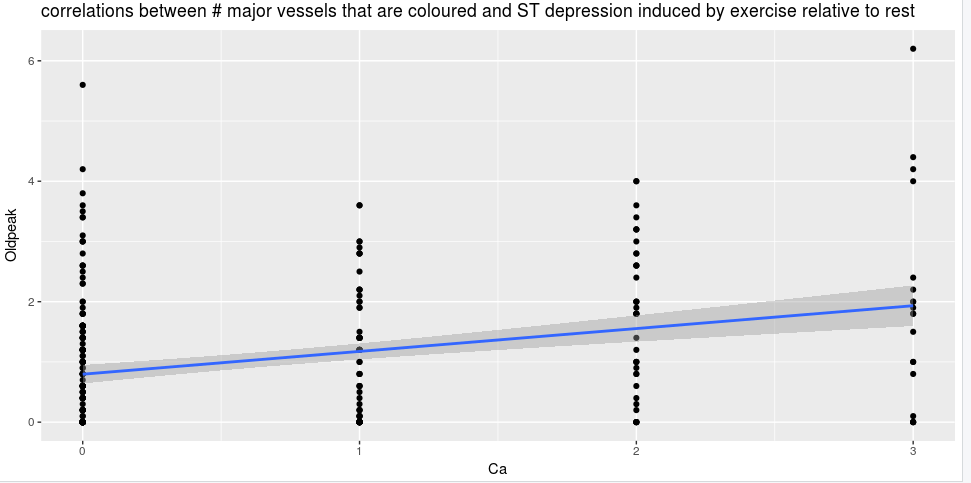 correlations between # major vessels that are coloured and ST depression induced by exercise relative to rest
6
4
2
0
Oldpeak
0 1 2 3
Ca